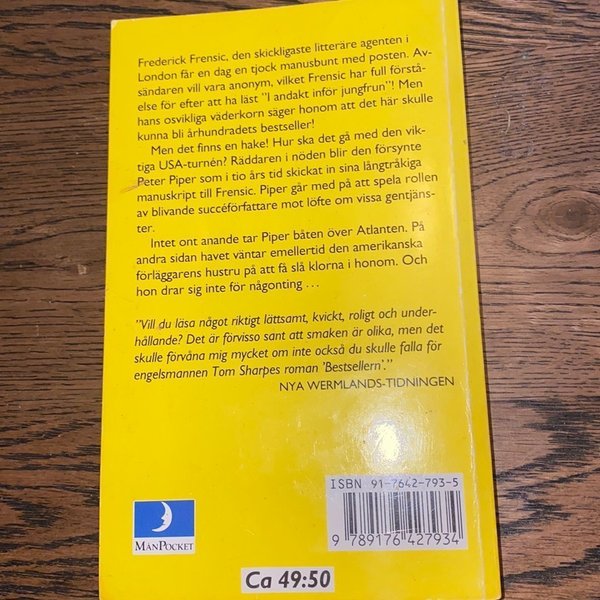 Frederick Frensic, den skickligaste litteräre agenten i
London får en dag en tjock manusbunt med posten. Av-
sändaren vill vara anonym, vilket Frensic har full förstå-
else för efter att ha läst "I andakt inför jungfrun"! Men
hans osvikliga väderkorn säger honom att det här skulle
kunna bli århundradets bestseller!
Men det finns en hake! Hur ska det gå med den vik-
tiga USA-turnén? Räddaren i nöden blir den försynte
Peter Piper som i tio års tid skickat in sina långtråkiga
manuskript till Frensic. Piper går med på att spela rollen
av blivande succéförfattare mot löfte om vissa gentjäns-
ter.
Intet ont anande tar Piper båten över Atlanten. På
andra sidan havet väntar emellertid den amerikanska
förläggarens hustru på att få slå klorna i honom. Och
hon drar sig inte för någonting ...
"Vill du läsa något riktigt lättsamt, kvickt, roligt och under-
hållande? Det är förvisso sant att smaken är olika, men det
skulle förvåna mig mycket om inte också du skulle falla för
engelsmannen Tom Sharpes roman 'Bestsellern'."
NYA WERMLANDS-TIDNINGEN
ISBN 91-7642-793-5
9 789176 427934
MANPOCKET
Ca 49:50